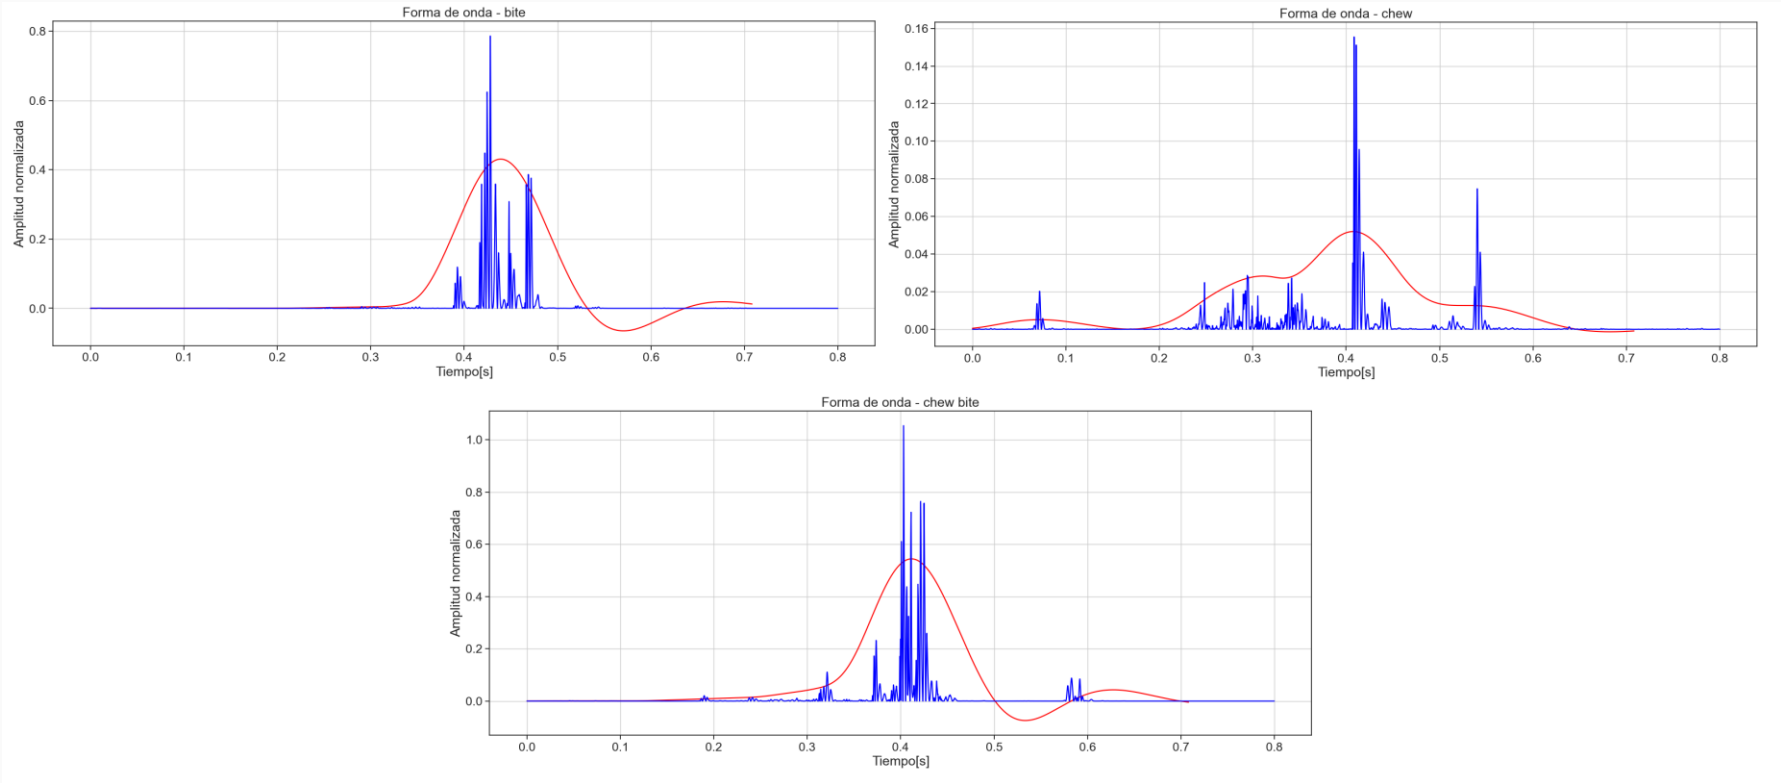 Forma de onda - bite
Amplitud normalizada
0.8
0.6
0.4
0.2
0.0
0.0 0.1 0.2 0.3 0.4 0.5 0.6 0.7 0.8
Tiempo[s]
Forma de onda - chew
Amplitud normalizada
0.16
0.14
0.12
0.10
0.08
0.06
0.04
0.02
0.00
0.0 0.1 0.2 0.3 0.4 0.5 0.6 0.7 0.8
Tiempo[s]
Forma de onda - chew bite
Amplitud normalizada
1.0
0.8
0.6
0.4
0.2
0.0
0.0 0.1 0.2 0.3 0.4 0.5 0.6 0.7 0.8
Tiempo[s]